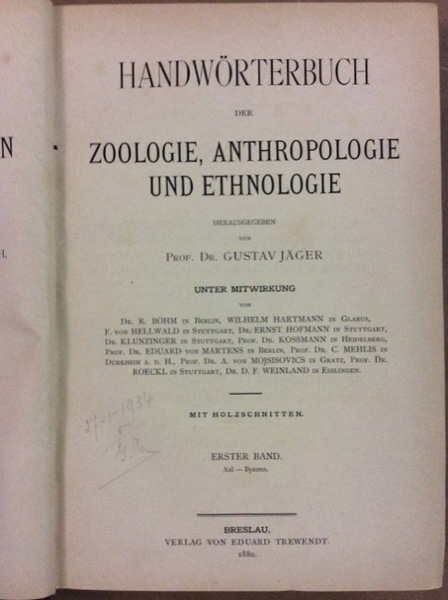 HANDWÖRTERBUCH
DER
ZOOLOGIE, ANTHROPOLOGIE
UND ETHNOLOGIE
HERAUSGEGEBEN
VON
PROF. DR. GUSTAV JÄGER
UNTER MITWIRKUNG
VON
DR. R. BÖHM IN BERLIN, WILHELM HARTMANN IN GLARUS,
F. VON HELLWALD IN STUTTGART, DR. ERNST HOFMANN IN STUTTGART,
DR. KLUNZINGER IN STUTTGART, PROF. DR. KOSSMANN IN HEIDELBERG,
PROF. DR. EDUARD VON MARTENS IN BERLIN, PROF. DR. C. MEHLIS IN
DÜRKHEIM A. D. H., PROF. DR. A. VON MOJSISOVICS IN GRATZ, PROF. DR.
ROECKL IN STUTTGART, DR. D. F. WEINLAND IN ESSLINGEN.
MIT HOLZSCHNITTEN.
27-1-1934
ERSTER BAND.
Aal — Byzeres.
BRESLAU,
VERLAG VON EDUARD TREWENDT.
1880.
N
H,